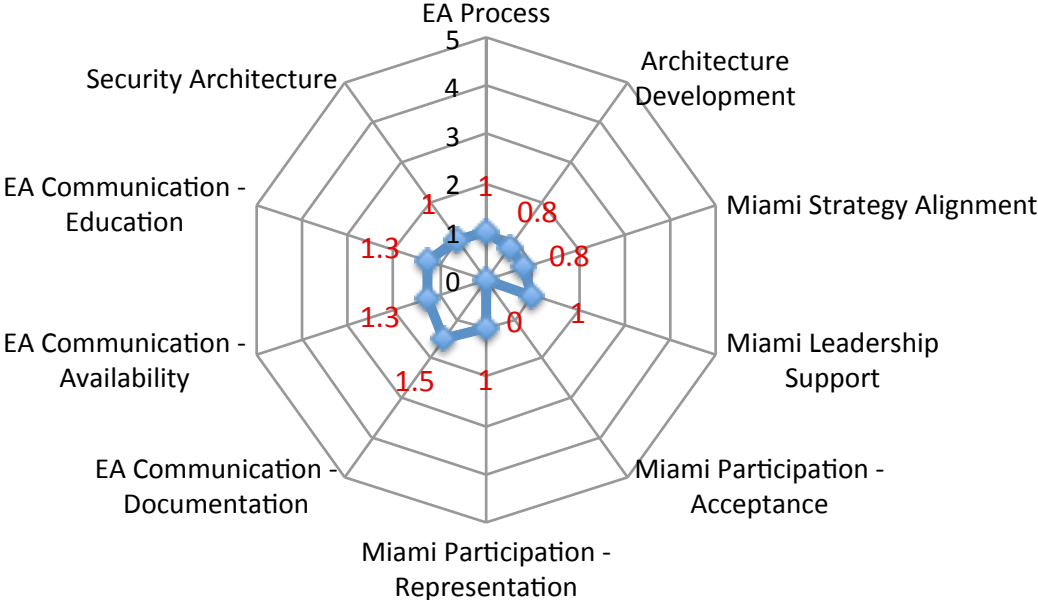 EA Process
5
Security Architecture
Architecture
Development
4
3
EA Communication -
Education
2
1
1
0.8
Miami Strategy Alignment
1
1.3
0.8
0
1.3
0
1
EA Communication -
Availability
Miami Leadership
Support
1.5
1
EA Communication -
Documentation
Miami Participation -
Acceptance
Miami Participation -
Representation